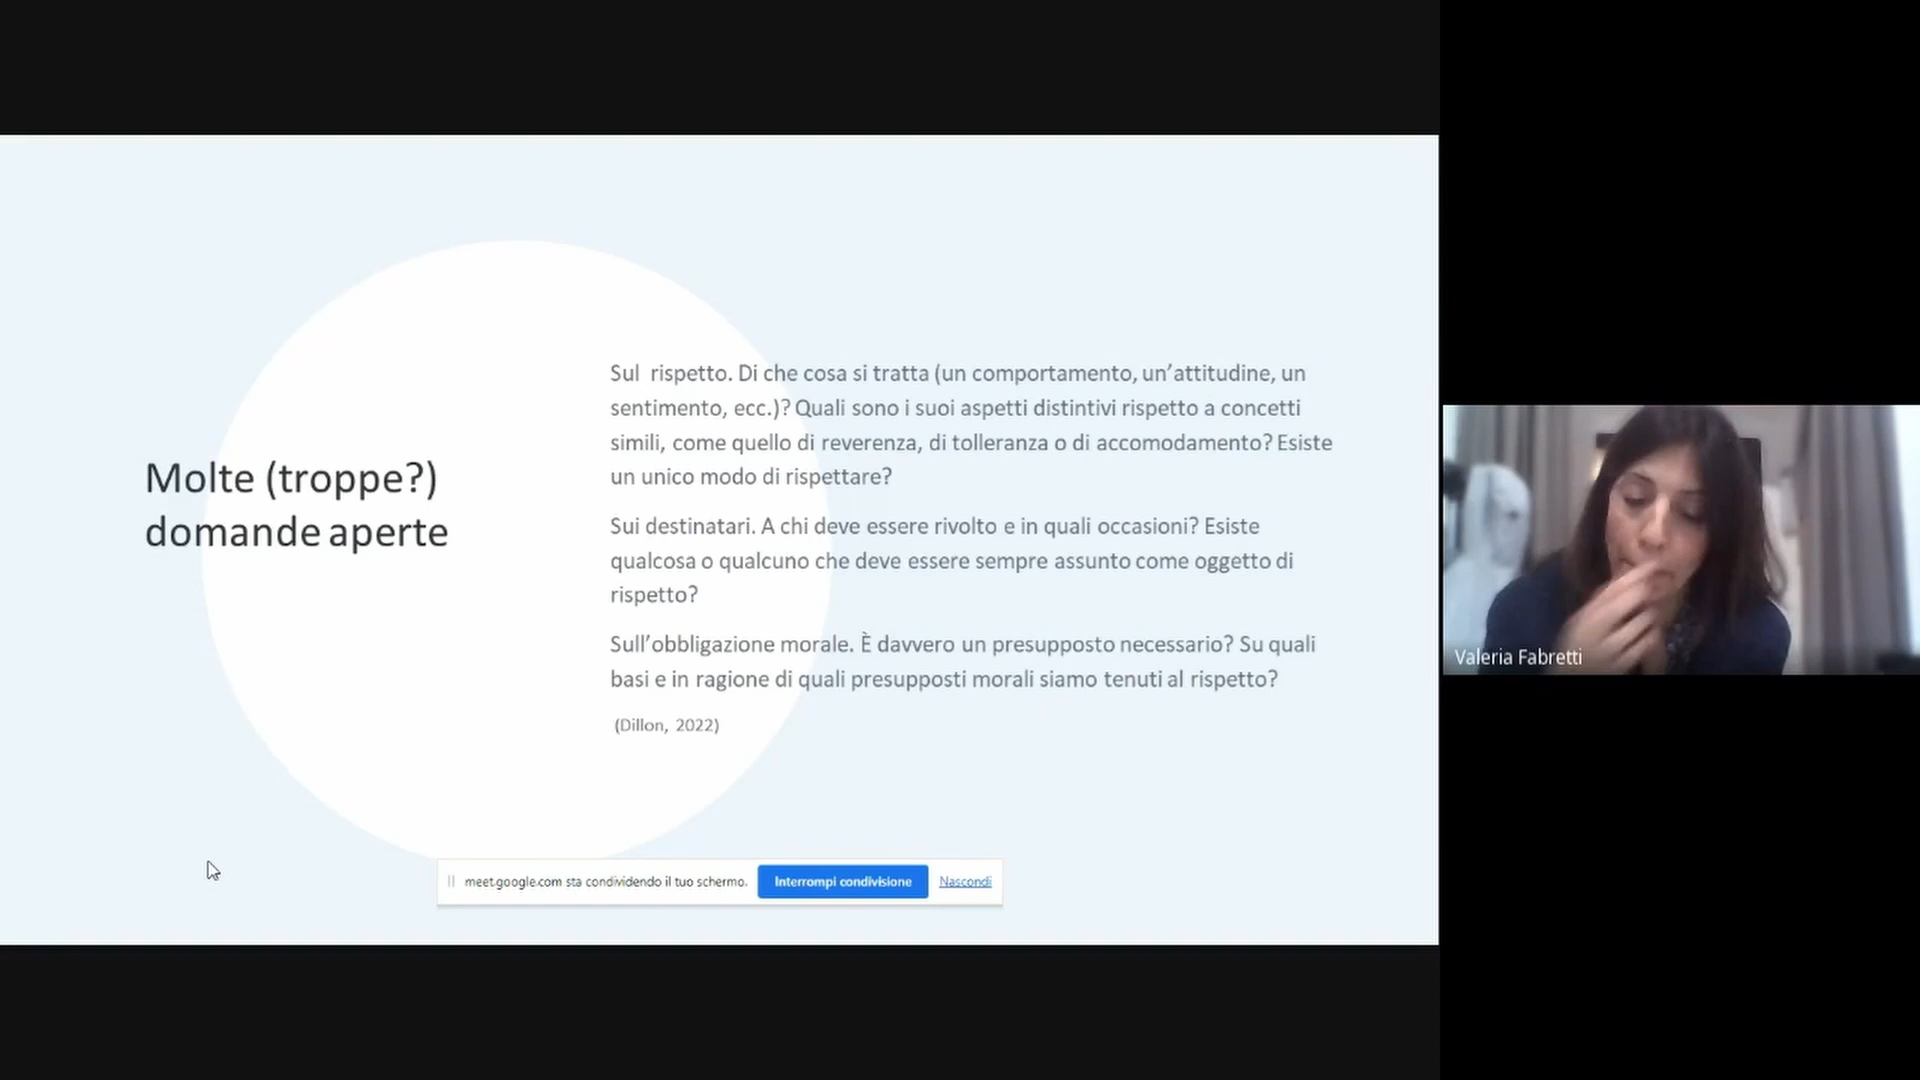 Molte (troppe?)
domande aperte
Sul rispetto. Di che cosa si tratta (un comportamento, un’attitudine, un
sentimento, ecc.)? Quali sono i suoi aspetti distintivi rispetto a concetti
simili, come quello di reverenza, di tolleranza o di accomodamento? Esiste
un unico modo di rispettare?
Sui destinatari. A chi deve essere rivolto e in quali occasioni? Esiste
qualcosa o qualcuno che deve essere sempre assunto come oggetto di
rispetto?
Sull’obbligazione morale. È davvero un presupposto necessario? Su quali
basi e in ragione di quali presupposti morali siamo tenuti al rispetto?
(Dillon, 2022)
meet.google.com sta condividendo il tuo schermo. Interrompi condivisione Nascondi
Valeria Fabretti